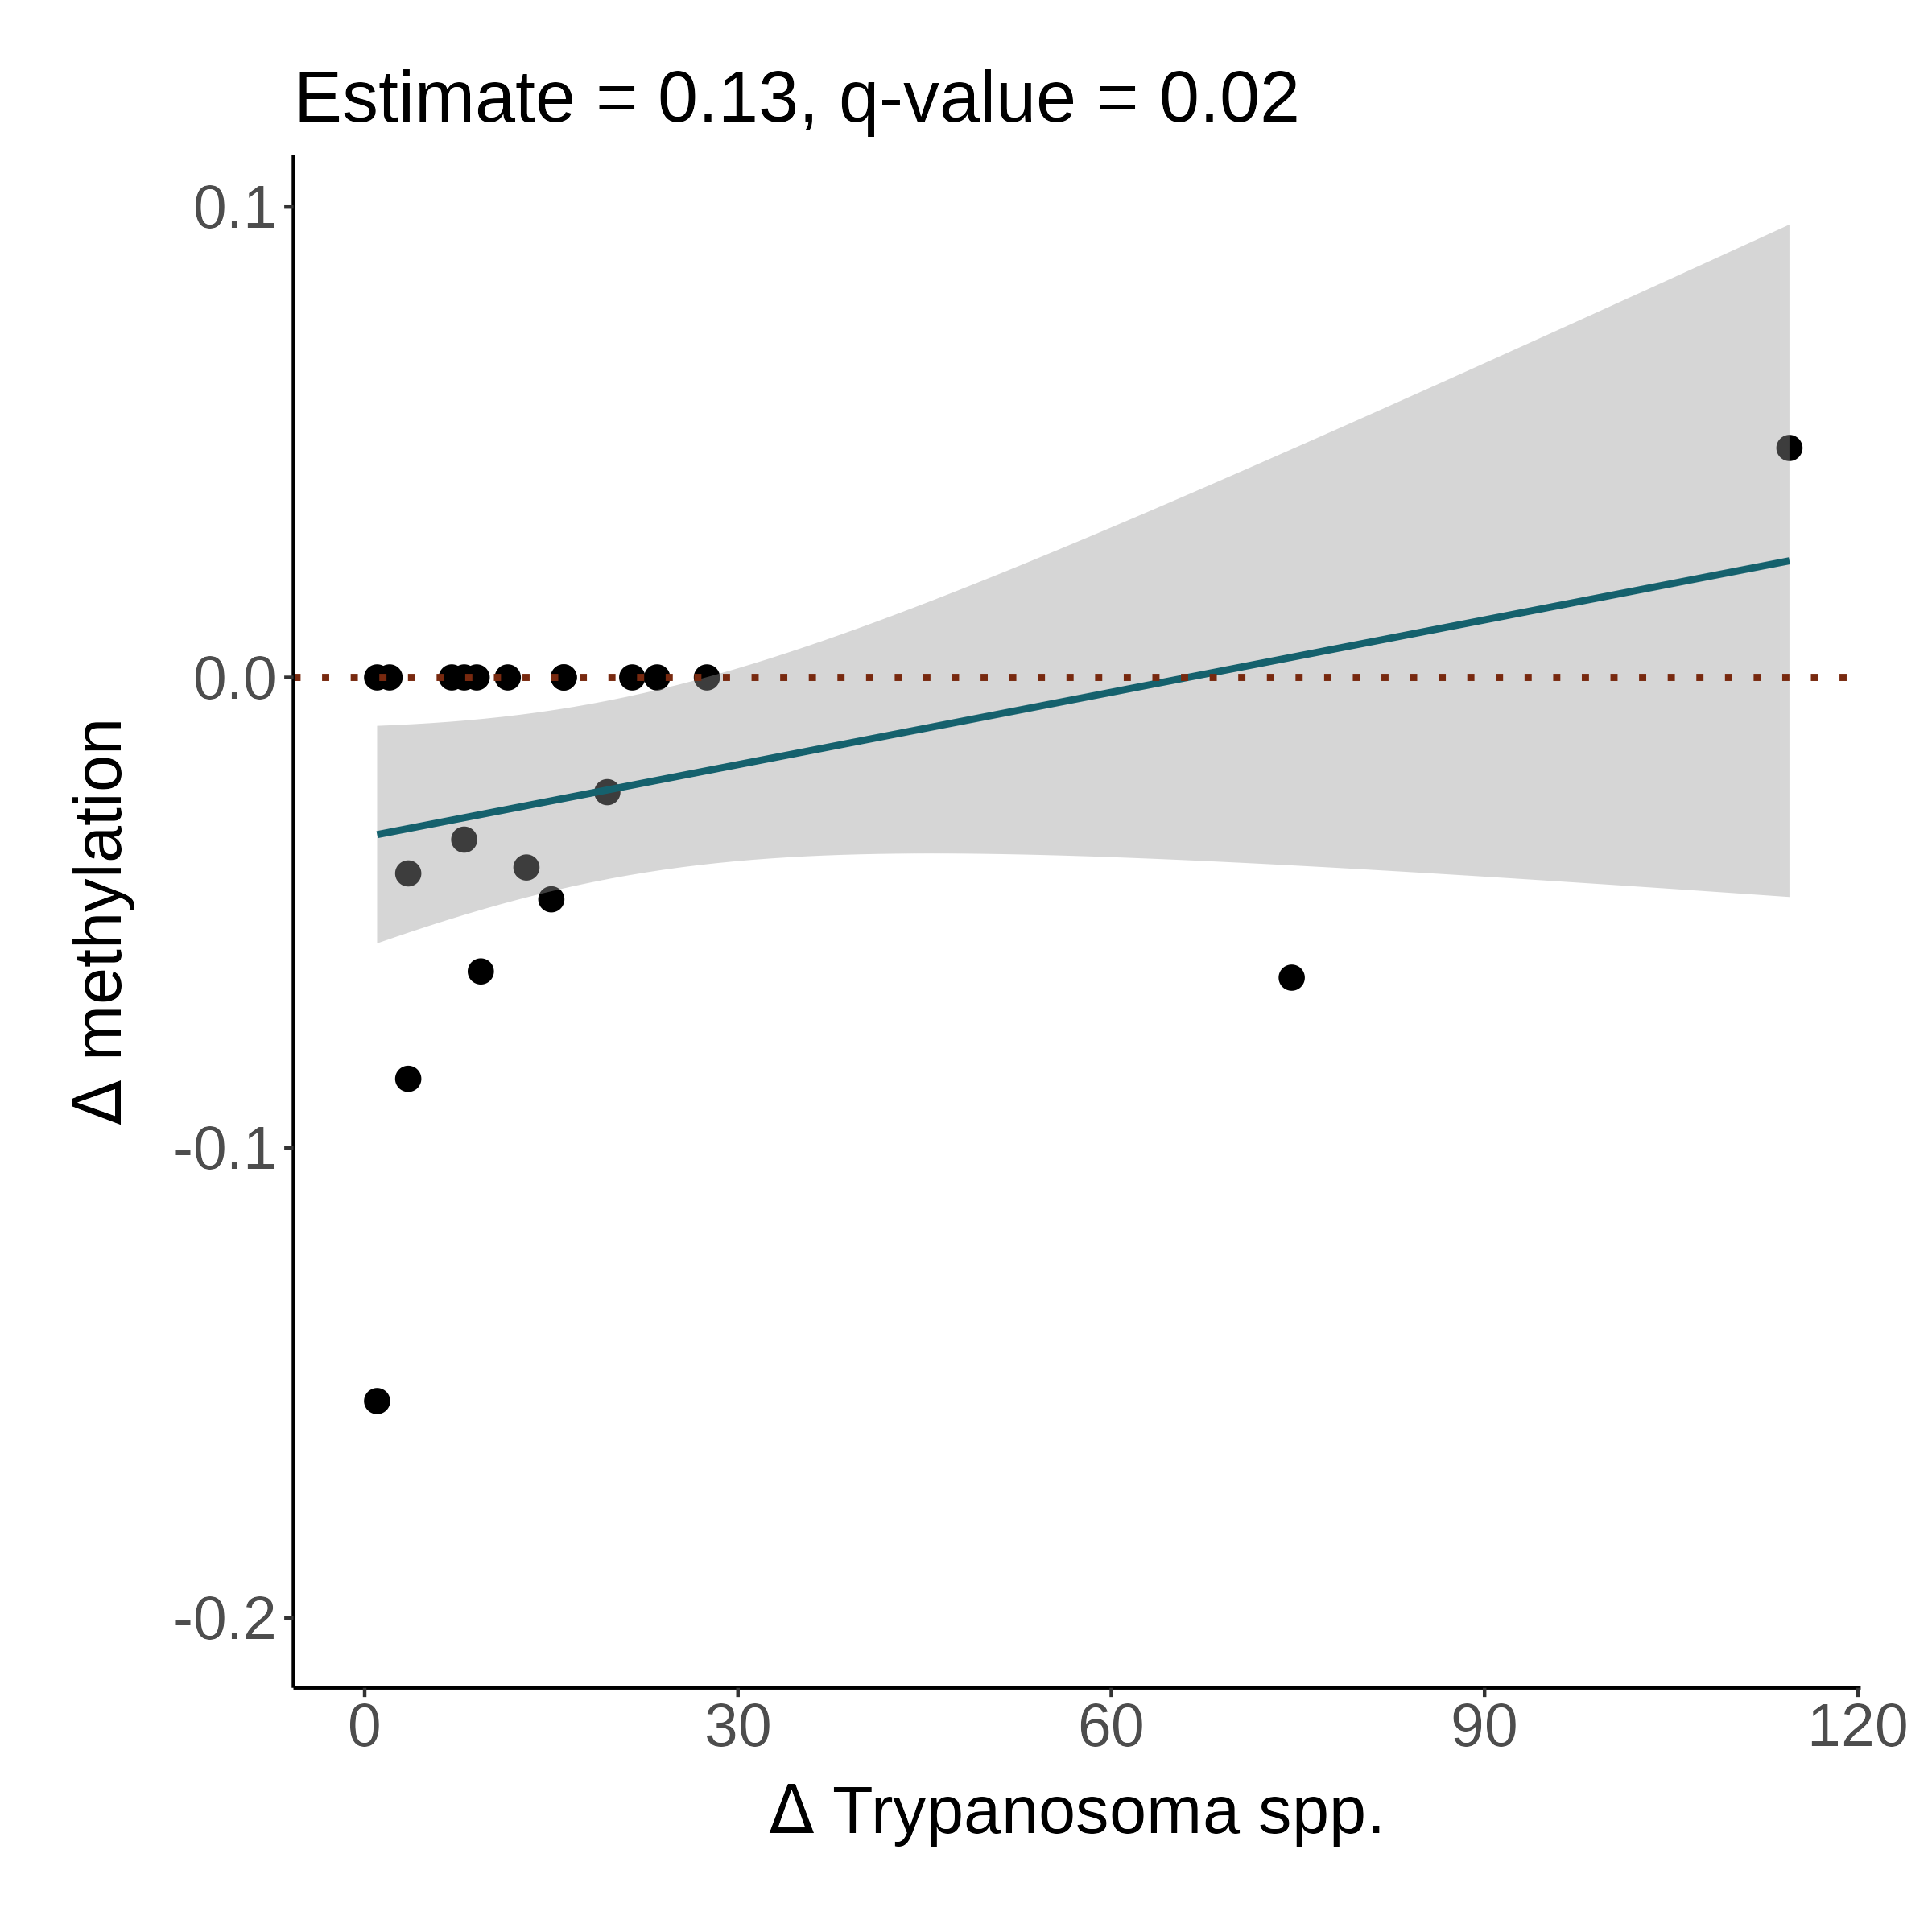 Estimate = 0.13, q-value = 0.02
0.1
0.0
-0.1
-0.2
Δ methylation
0 30 60 90 120
Δ Trypanosoma spp.